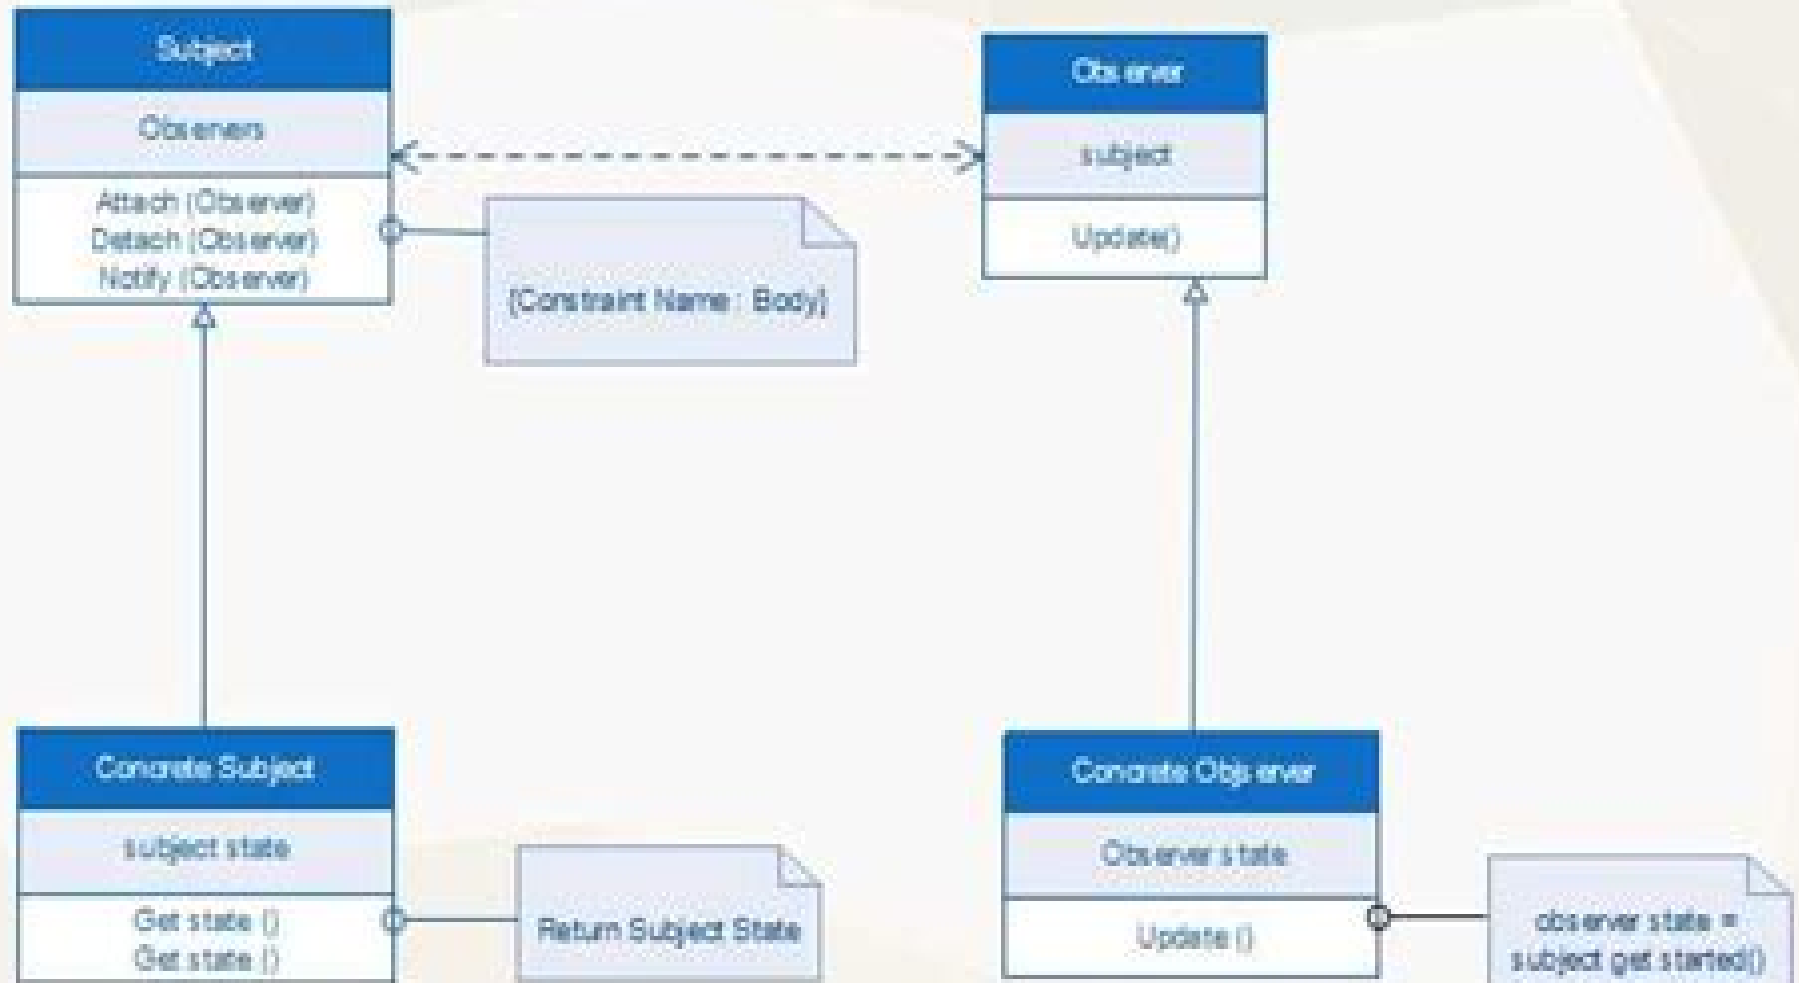 Subject
Observers
Attach (Observer)
Detach (Observer)
Notify (Observer)
{Constraint Name : Body}
Observer
subject
Update()
Concrete Subject
subject state
Get state ()
Get state ()
Return Subject State
Concrete Observer
Observer state
Update ()
observer state =
subject get started()